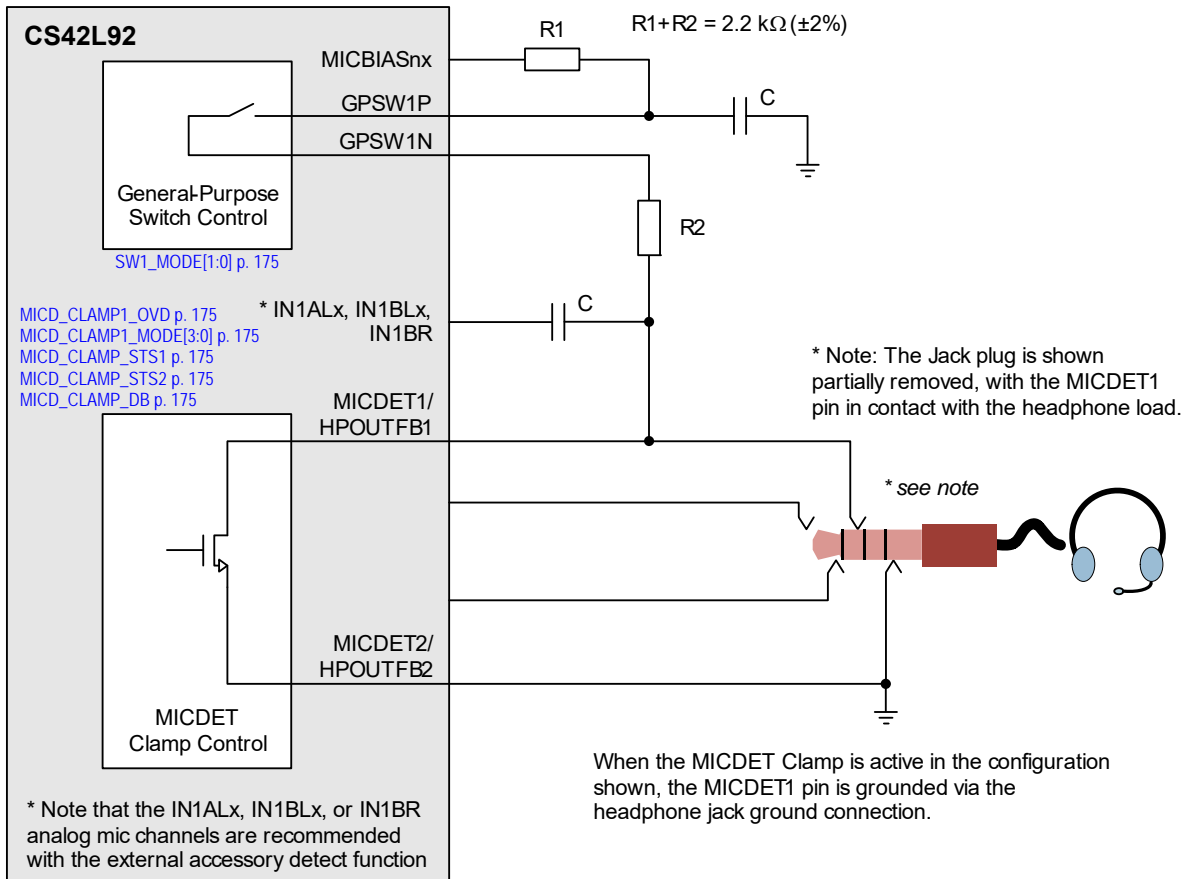 CS42L92
R1
R1+R2 = 2.2 kΩ (±2%)
MICBIASnx
GPSW1P
C
GPSW1N
General-Purpose
Switch Control
R2
SW1_MODE[1:0] p. 175
MICD_CLAMP1_OVD p. 175
MICD_CLAMP1_MODE[3:0] p. 175
MICD_CLAMP_STS1 p. 175
MICD_CLAMP_STS2 p. 175
MICD_CLAMP_DB p. 175
* IN1ALx, IN1BLx,
IN1BR
C
* Note: The Jack plug is shown
partially removed, with the MICDET1
pin in contact with the headphone load.
MICDET1/
HPOUTFB1
* see note
MICDET2/
HPOUTFB2
MICDET
Clamp Control
When the MICDET Clamp is active in the configuration
shown, the MICDET1 pin is grounded via the
headphone jack ground connection.
* Note that the IN1ALx, IN1BLx, or IN1BR
analog mic channels are recommended
with the external accessory detect function